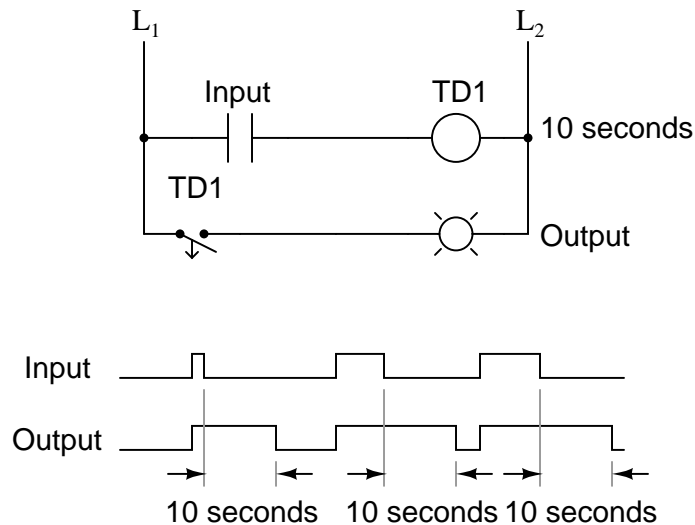 L1 L2
Input TD1
10 seconds
TD1
Output
Input
Output
10 seconds 10 seconds 10 seconds